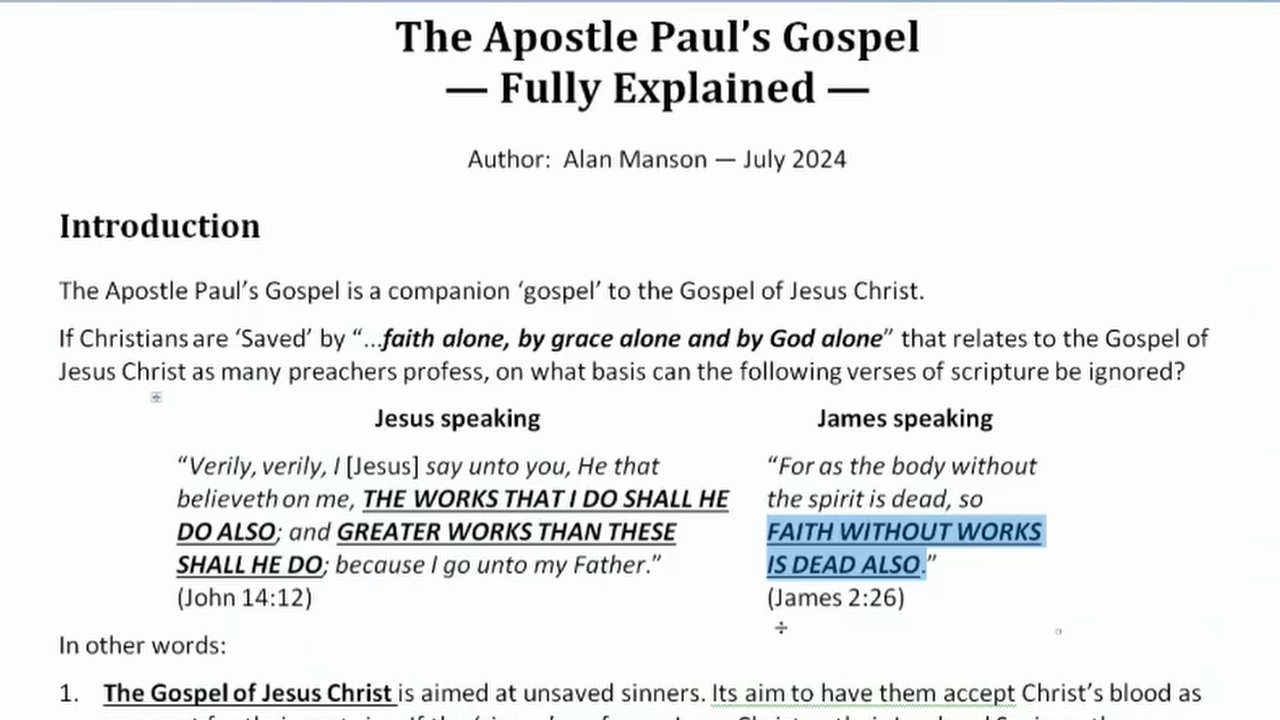 The Apostle Paul’s Gospel
— Fully Explained —
Author: Alan Manson — July 2024
Introduction
The Apostle Paul’s Gospel is a companion ‘gospel’ to the Gospel of Jesus Christ.
If Christians are ‘Saved’ by “...faith alone, by grace alone and by God alone” that relates to the Gospel of
Jesus Christ as many preachers profess, on what basis can the following verses of scripture be ignored?
Jesus speaking
“Verily, verily, I [Jesus] say unto you, He that
believeth on me, THE WORKS THAT I DO SHALL HE
DO ALSO; and GREATER WORKS THAN THESE
SHALL HE DO; because I go unto my Father.”
(John 14:12)
James speaking
“For as the body without
the spirit is dead, so
FAITH WITHOUT WORKS
IS DEAD ALSO.”
(James 2:26)
In other words:
1. The Gospel of Jesus Christ is aimed at unsaved sinners. Its aim to have them accept Christ’s blood as